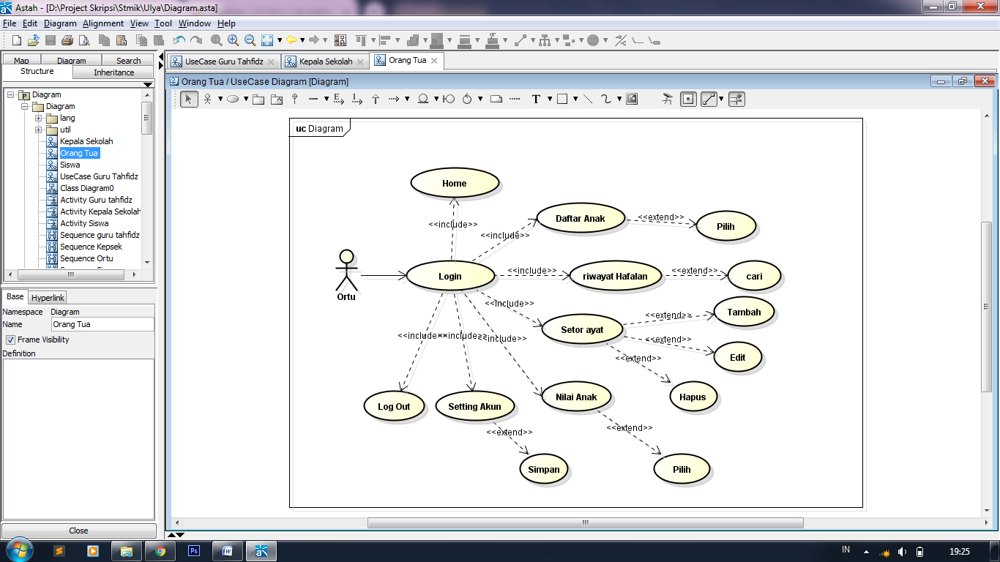 Astah - [D:\Project Skripsi\Stmik\Ulya\Diagram.asta]
File Edit Diagram Alignment View Tool Window Help
Map Diagram Search
Structure Inheritance
Diagram
Diagram
lang
util
Kepala Sekolah
Orang Tua
Siswa
UseCase Guru Tahfidz
Class Diagram0
Activity Guru tahfidz
Activity Kepala Sekolah
Activity Siswa
Sequence guru tahfidz
Sequence Kepsek
Sequence Ortu
Base Hyperlink
Namespace Diagram
Name Orang Tua
Frame Visibility
Definition
Close
UseCase Guru Tahfidz Kepala Sekolah Orang Tua
Orang Tua / UseCase Diagram [Diagram]
T
uc Diagram
Home
<<include>>
Daftar Anak
<<extend>>
Pilih
<<include>>
Ortu
Login
<<include>>
riwayat Hafalan
<<extend>>
cari
<<include>>
Setor ayat
<<extend>>
Tambah
<<extend>>
Edit
<<extend>>
Hapus
<<include>>
<<include>>
<<include>>
Log Out
Setting Akun
Nilai Anak
<<extend>>
Simpan
<<extend>>
Pilih
Ps
IN
19:25